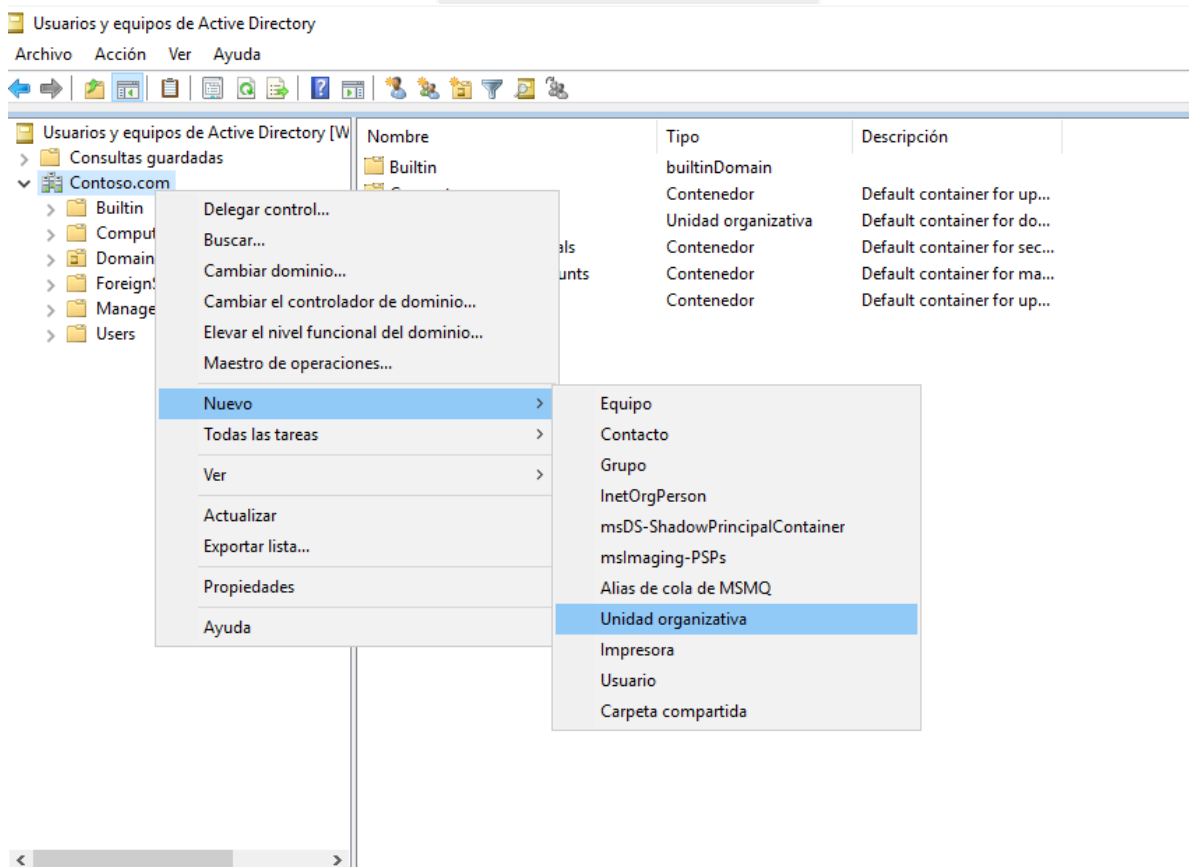 Usuarios y equipos de Active Directory
Archivo Acción Ver Ayuda
Usuarios y equipos de Active Directory [W
Consultas guardadas
Contoso.com
Builtin
Comput
Domain
Foreign
Manage
Users
Nombre Tipo Descripción
Builtin builtinDomain
Contenedor Default container for up...
Unidad organizativa Default container for do...
als Contenedor Default container for sec...
unts Contenedor Default container for ma...
Contenedor Default container for up...
Delegar control...
Buscar...
Cambiar dominio...
Cambiar el controlador de dominio...
Elevar el nivel funcional del dominio...
Maestro de operaciones...
Nuevo
Todas las tareas
Ver
Actualizar
Exportar lista...
Propiedades
Ayuda
Equipo
Contacto
Grupo
InetOrgPerson
msDS-ShadowPrincipalContainer
msImaging-PSPs
Alias de cola de MSMQ
Unidad organizativa
Impresora
Usuario
Carpeta compartida